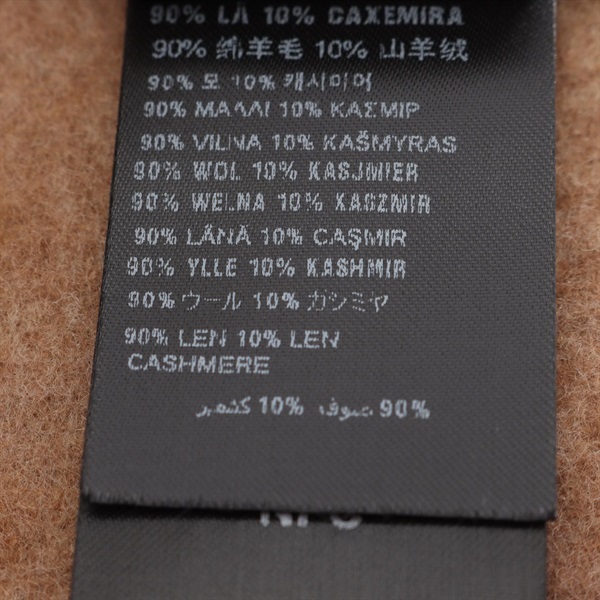 90% LÃ 10% CAXEMIRA
90% 绵羊毛 10% 山羊绒
90% 모 10% 캐시미어
90% ΜΑΛΛΙ 10% ΚΑΣΜΙΡ
90% VILNA 10% KAŠMYRAS
90% WOL 10% KASJMIER
90% WEŁNA 10% KASZMIR
90% LÂNĂ 10% CAŞMIR
90% YLLE 10% KASHMIR
90% ウール 10% カシミヤ
90% LEN 10% LEN
CASHMERE
90% صوف 10% كشمير